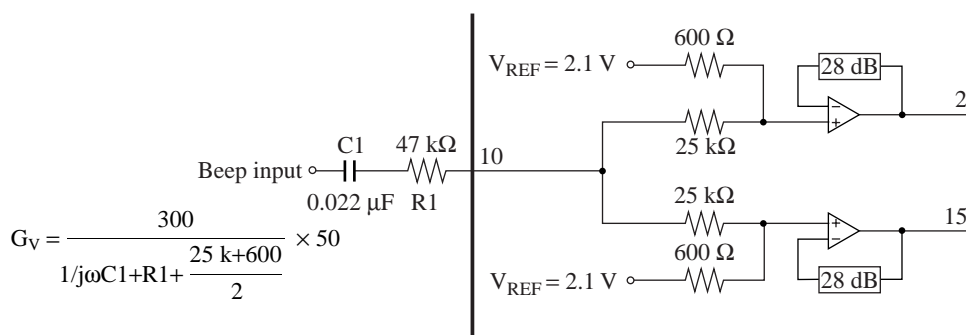 600 Ω
V_REF = 2.1 V
28 dB
2
−
+
25 kΩ
C1
47 kΩ
10
Beep input
0.022 µF
R1
25 kΩ
15
+
−
600 Ω
V_REF = 2.1 V
28 dB
G_V = 300 / (1/jωC1+R1+ (25 k+600)/2) × 50